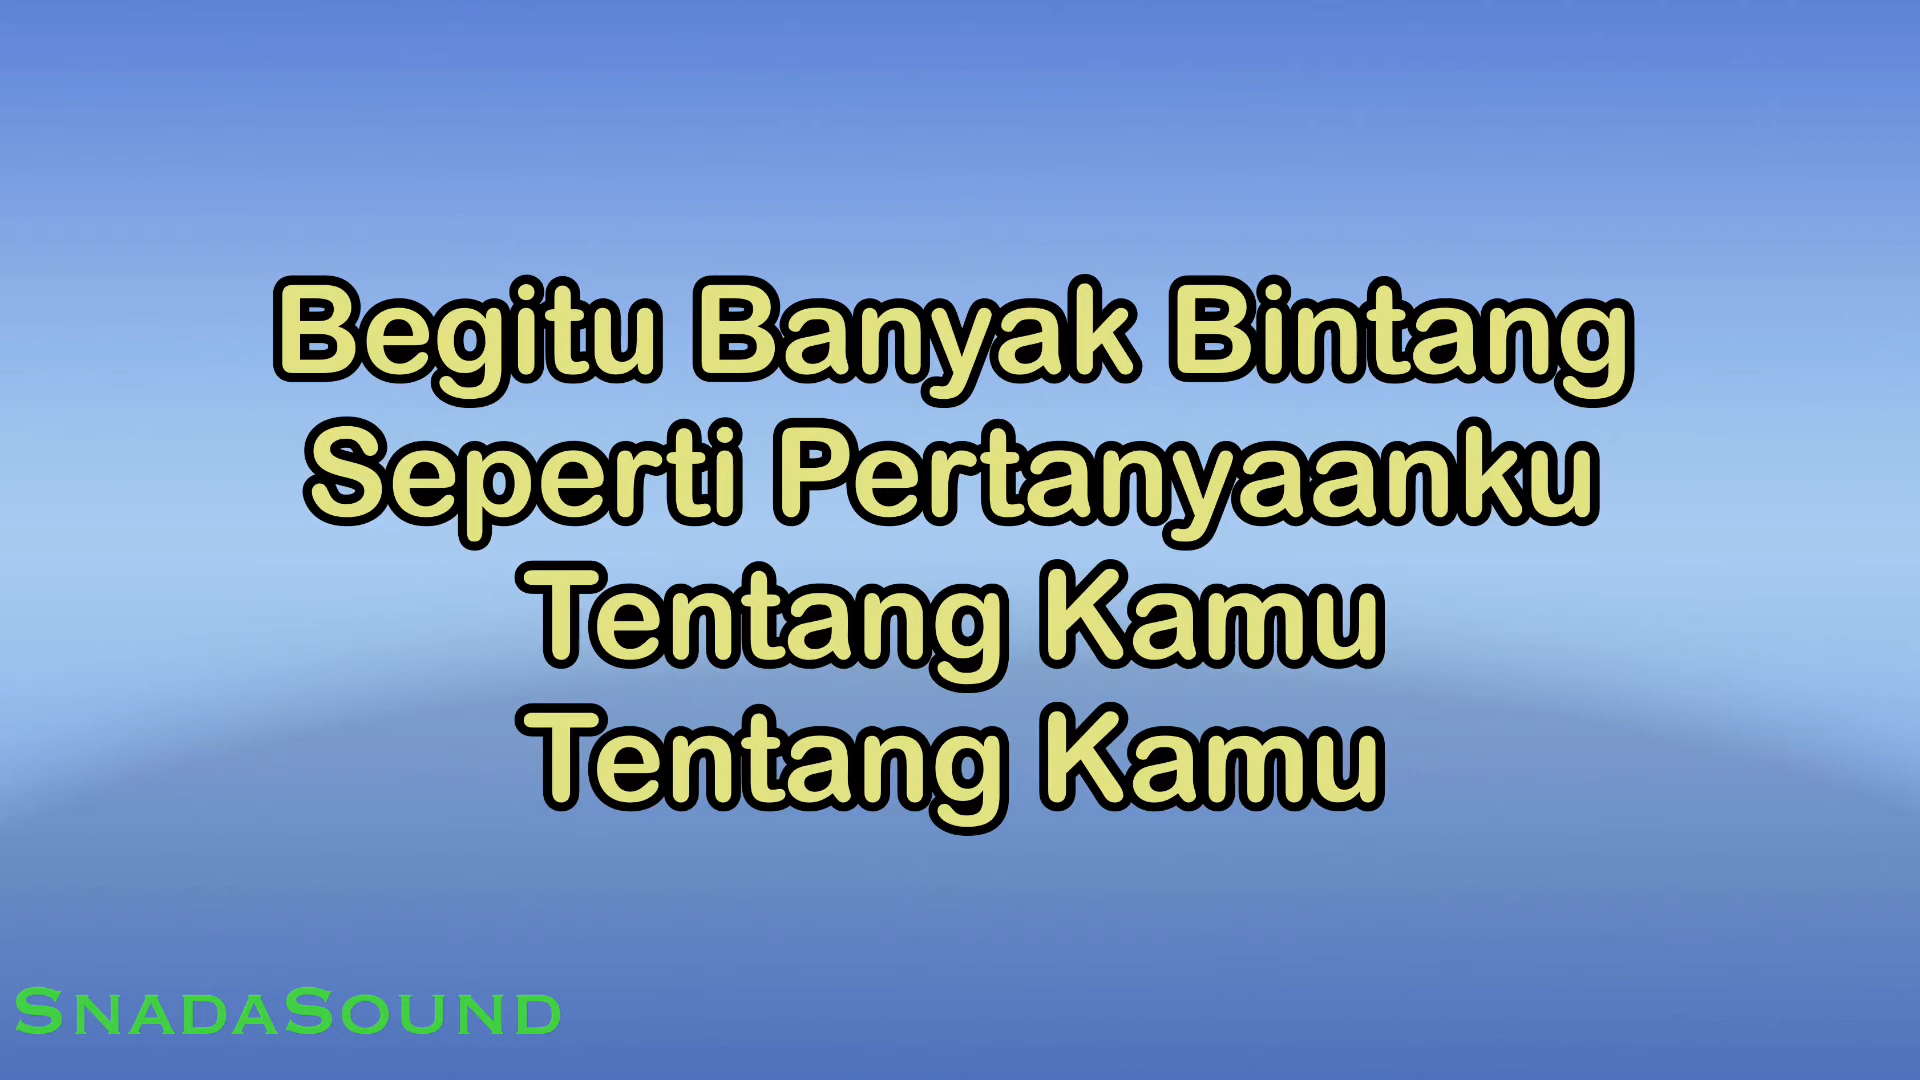 Begitu Banyak Bintang
Seperti Pertanyaanku
Tentang Kamu
Tentang Kamu
SNADASOUND